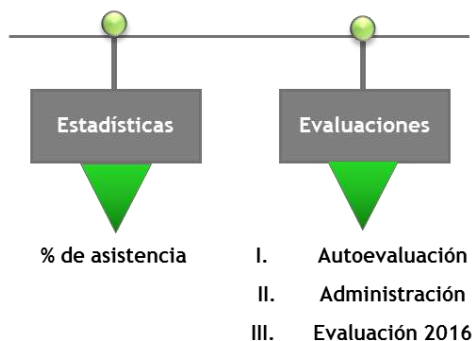 Estadísticas
Evaluaciones
% de asistencia
I. Autoevaluación
II. Administración
III. Evaluación 2016